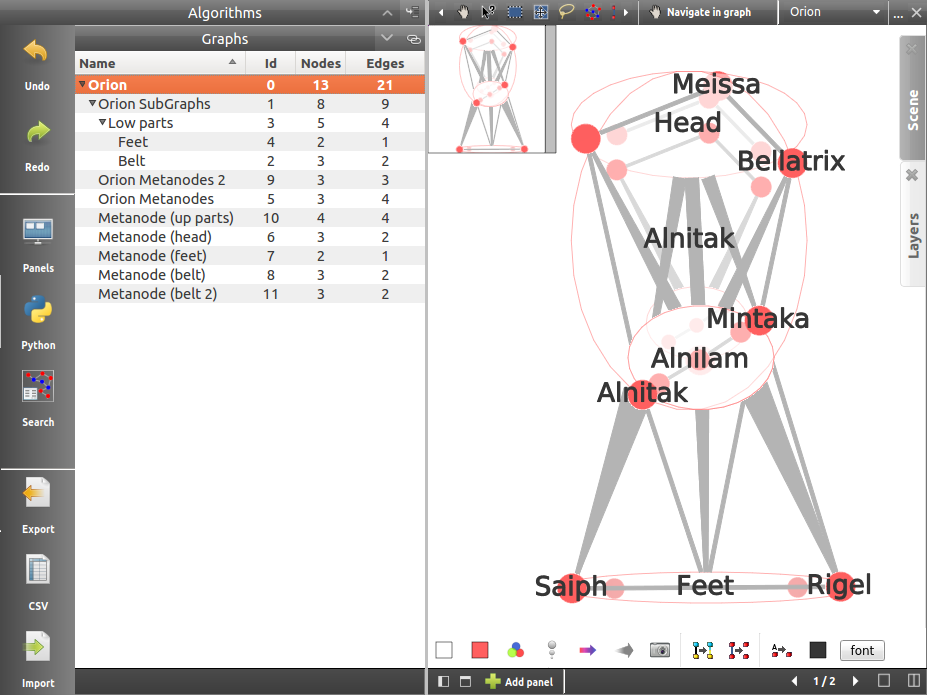 Algorithms
Graphs
Name Id Nodes Edges
Orion 0 13 21
Orion SubGraphs 1 8 9
Low parts 3 5 4
Feet 4 2 1
Belt 2 3 2
Orion Metanodes 2 9 3 3
Orion Metanodes 5 3 4
Metanode (up parts) 10 4 4
Metanode (head) 6 3 2
Metanode (feet) 7 2 1
Metanode (belt) 8 3 2
Metanode (belt 2) 11 3 2
Undo
Redo
Panels
Python
Search
Export
CSV
Import
Navigate in graph
Orion
...
Scene
Layers
Meissa
Head
Bellatrix
Alnitak
Mintaka
Alnilam
Alnitak
Saiph Feet Rigel
A
font
Add panel
1 / 2